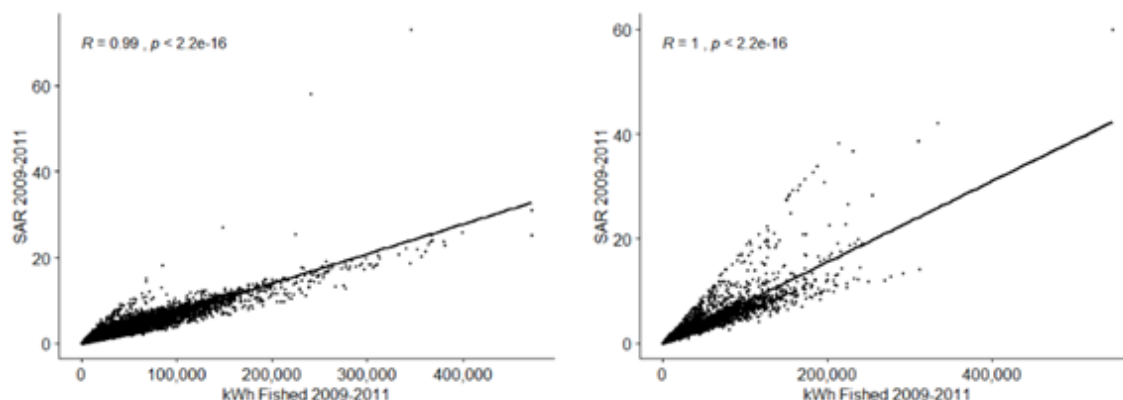 R = 0.99 , p < 2.2e-16
60
40
20
0
SAR 2009-2011
0
100,000
200,000
300,000
400,000
kWh Fished 2009-2011
R = 1 , p < 2.2e-16
60
40
20
0
SAR 2009-2011
0
200,000
400,000
kWh Fished 2009-2011